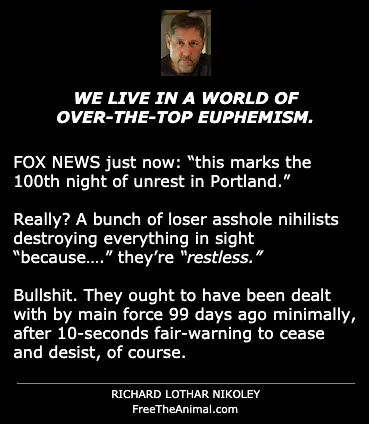 WE LIVE IN A WORLD OF
OVER-THE-TOP EUPHEMISM.
FOX NEWS just now: “this marks the
100th night of unrest in Portland.”
Really? A bunch of loser asshole nihilists
destroying everything in sight
“because….” they’re “restless.”
Bullshit. They ought to have been dealt
with by main force 99 days ago minimally,
after 10-seconds fair-warning to cease
and desist, of course.
RICHARD LOTHAR NIKOLEY
FreeTheAnimal.com